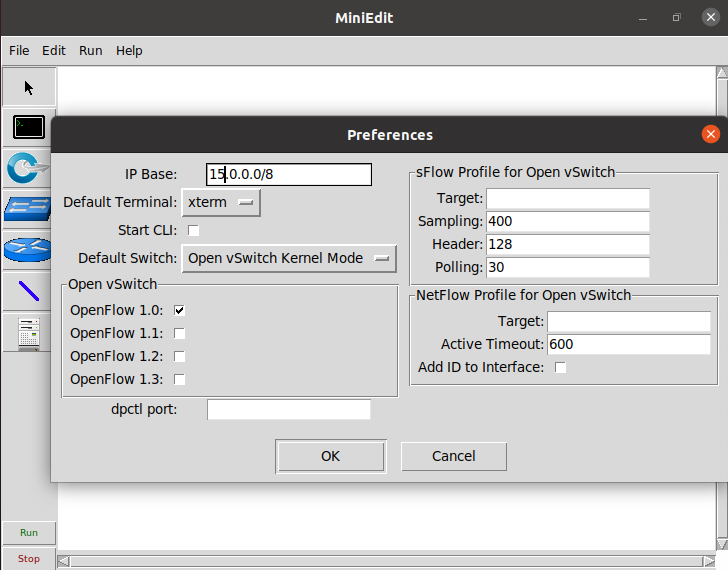 MiniEdit
File Edit Run Help
Preferences
IP Base: 15.0.0.0/8
Default Terminal: xterm
Start CLI:
Default Switch: Open vSwitch Kernel Mode
Open vSwitch
OpenFlow 1.0:
OpenFlow 1.1:
OpenFlow 1.2:
OpenFlow 1.3:
dpctl port:
sFlow Profile for Open vSwitch
Target:
Sampling: 400
Header: 128
Polling: 30
NetFlow Profile for Open vSwitch
Target:
Active Timeout: 600
Add ID to Interface:
OK Cancel
Run
Stop